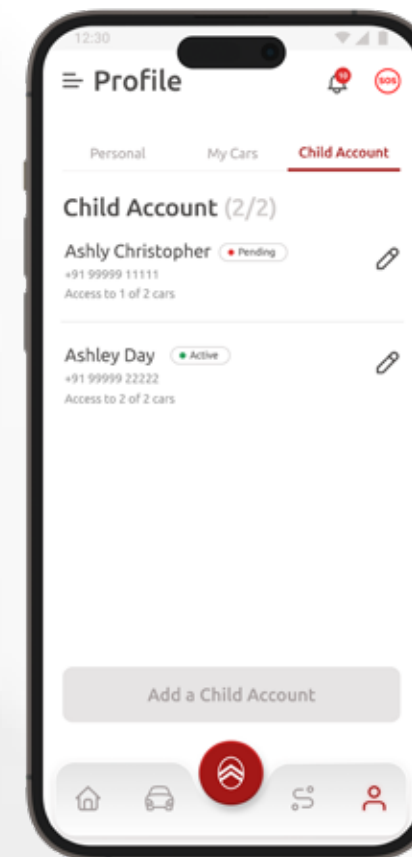 12:30
Profile
10
SOS
Personal My Cars Child Account
Child Account (2/2)
Ashly Christopher Pending
+91 99999 11111
Access to 1 of 2 cars
Ashley Day Active
+91 99999 22222
Access to 2 of 2 cars
Add a Child Account